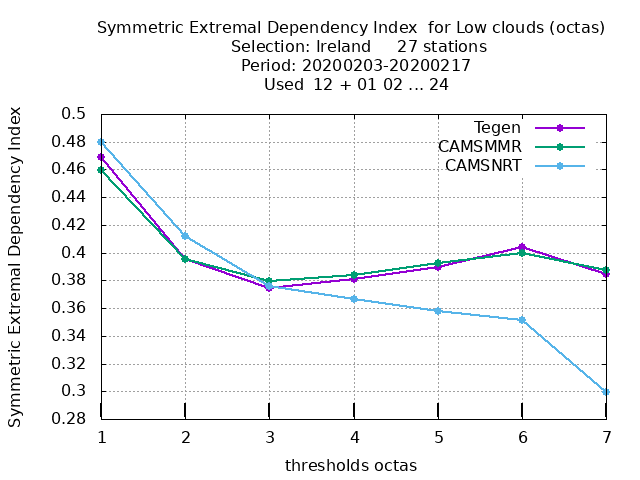 Symmetric Extremal Dependency Index  for Low clouds (octas)
Selection: Ireland     27 stations
Period: 20200203-20200217
Used  12 + 01 02 ... 24
Symmetric Extremal Dependency Index
0.5
0.48
0.46
0.44
0.42
0.4
0.38
0.36
0.34
0.32
0.3
0.28
Tegen
CAMSMMR
CAMSNRT
1 2 3 4 5 6 7
thresholds octas